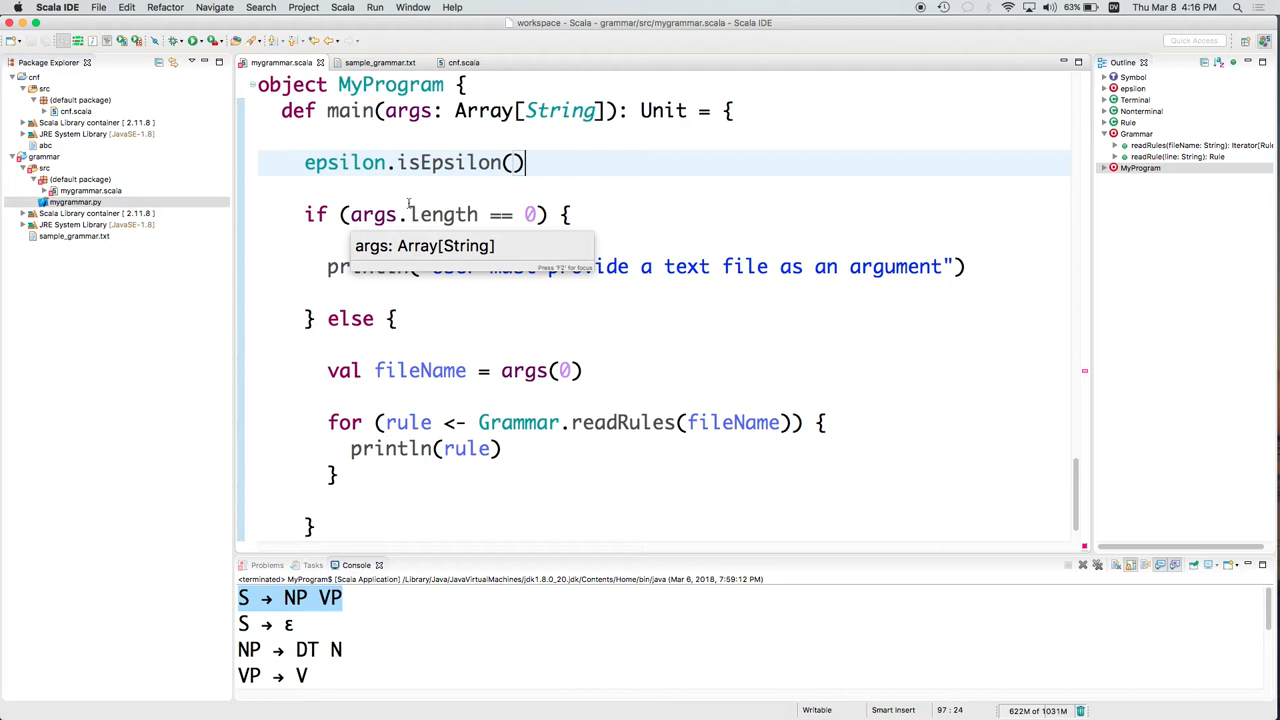 Scala IDE File Edit Refactor Navigate Search Project Scala Run Window Help 63% DV Thu Mar 8 4:16 PM
workspace - Scala - grammar/src/mygrammar.scala - Scala IDE
Quick Access
Package Explorer
cnf
src
(default package)
cnf.scala
Scala Library container [ 2.11.8 ]
JRE System Library [JavaSE-1.8]
abc
grammar
src
(default package)
mygrammar.scala
mygrammar.py
Scala Library container [ 2.11.8 ]
JRE System Library [JavaSE-1.8]
sample_grammar.txt
mygrammar.scala sample_grammar.txt cnf.scala
object MyProgram {
def main(args: Array[String]): Unit = {
epsilon.isEpsilon()
if (args.length == 0) {
args: Array[String]
Press 'F2' for focus
provide a text file as an argument")
} else {
val fileName = args(0)
for (rule <- Grammar.readRules(fileName)) {
println(rule)
}
}
Outline
Symbol
epsilon
Terminal
Nonterminal
Rule
Grammar
readRules(fileName: String): Iterator[Rule
readRule(line: String): Rule
MyProgram
Problems Tasks Console
<terminated> MyProgram$ [Scala Application] /Library/Java/JavaVirtualMachines/jdk1.8.0_20.jdk/Contents/Home/bin/java (Mar 6, 2018, 7:59:12 PM)
S → NP VP
S → ε
NP → DT N
VP → V
Writable Smart Insert 97 : 24 622M of 1031M